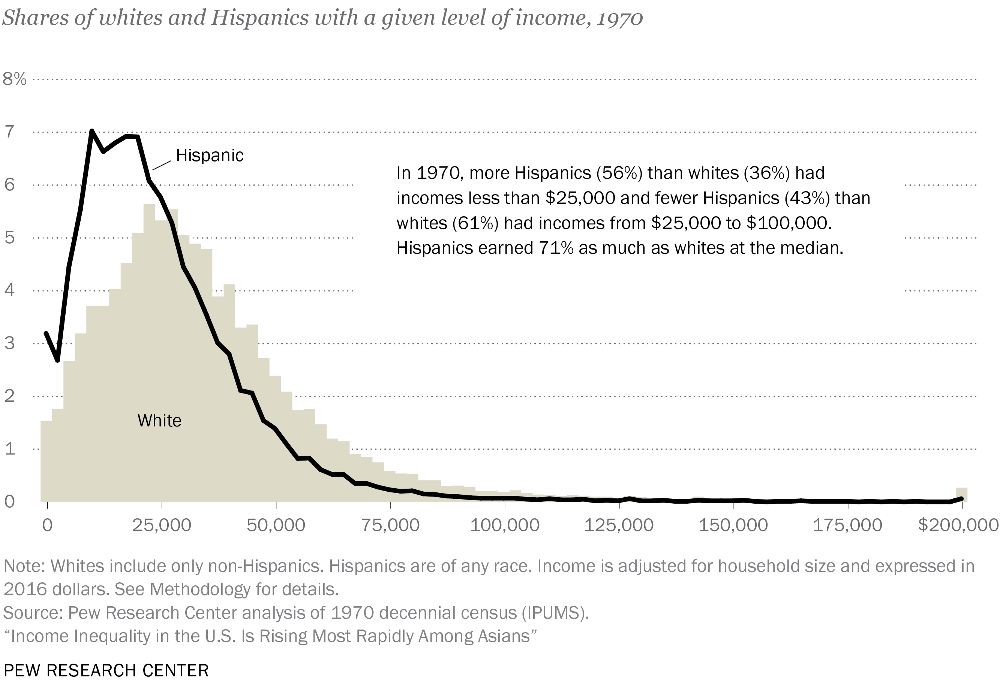 Shares of whites and Hispanics with a given level of income, 1970
8%
7
6
5
4
3
2
1
0
Hispanic
White
In 1970, more Hispanics (56%) than whites (36%) had
incomes less than $25,000 and fewer Hispanics (43%) than
whites (61%) had incomes from $25,000 to $100,000.
Hispanics earned 71% as much as whites at the median.
0 25,000 50,000 75,000 100,000 125,000 150,000 175,000 $200,000
Note: Whites include only non-Hispanics. Hispanics are of any race. Income is adjusted for household size and expressed in
2016 dollars. See Methodology for details.
Source: Pew Research Center analysis of 1970 decennial census (IPUMS).
“Income Inequality in the U.S. Is Rising Most Rapidly Among Asians”
PEW RESEARCH CENTER